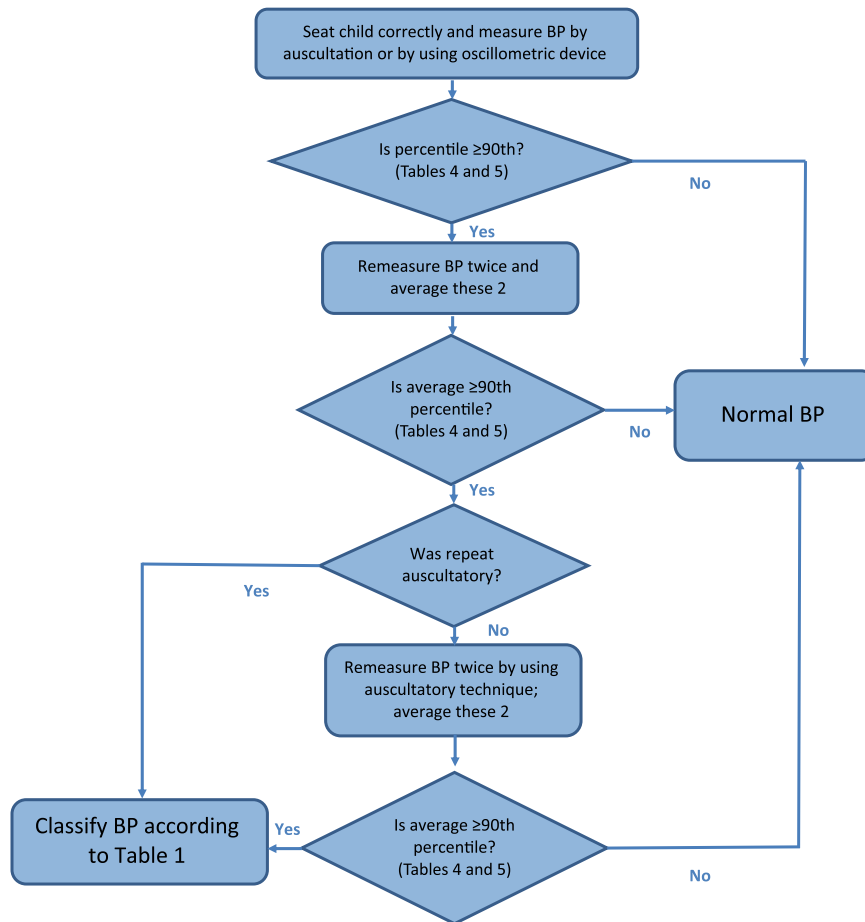 Seat child correctly and measure BP by
auscultation or by using oscillometric device
Is percentile ≥90th?
(Tables 4 and 5)
No
Yes
Remeasure BP twice and
average these 2
Is average ≥90th
percentile?
(Tables 4 and 5)
No
Normal BP
Yes
Was repeat
auscultatory?
Yes
No
Remeasure BP twice by using
auscultatory technique;
average these 2
Is average ≥90th
percentile?
(Tables 4 and 5)
Yes
Classify BP according
to Table 1
No